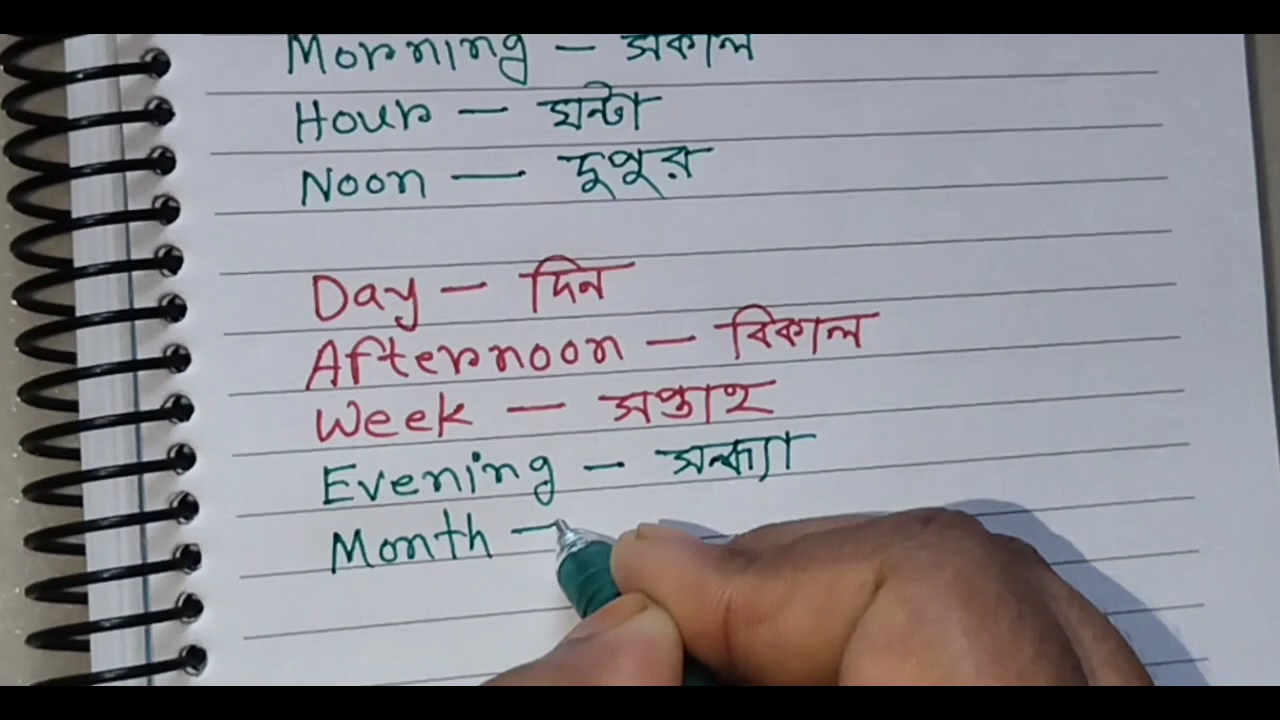 Morning – সকাল
Hour – ঘন্টা
Noon – দুপুর
Day – দিন
Afternoon – বিকাল
Week – সপ্তাহ
Evening – সন্ধ্যা
Month –